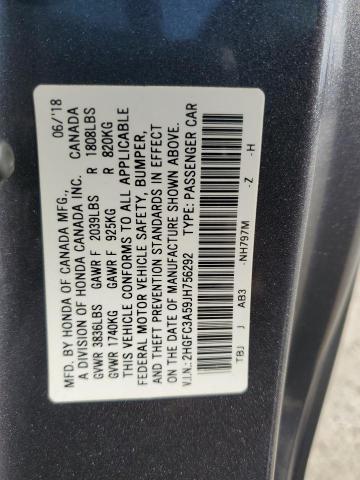 MFD. BY HONDA OF CANADA MFG., 06/'18
A DIVISION OF HONDA CANADA INC. CANADA
GVWR 3836LBS GAWR F 2039LBS R 1808LBS
GVWR 1740KG GAWR F 925KG R 820KG
THIS VEHICLE CONFORMS TO ALL APPLICABLE
FEDERAL MOTOR VEHICLE SAFETY, BUMPER,
AND THEFT PREVENTION STANDARDS IN EFFECT
ON THE DATE OF MANUFACTURE SHOWN ABOVE.
V.I.N.: 2HGFC3A59JH756292 TYPE: PASSENGER CAR
TBJ J AB3 -NH797M -Z -H